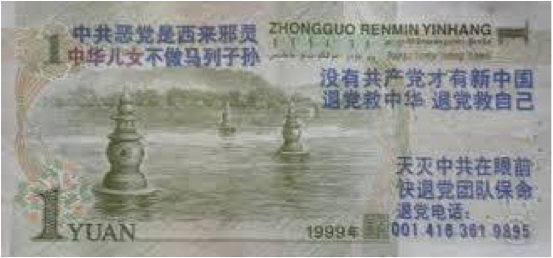 中共恶党是西来邪灵
中华儿女不做马列子孙
ZHONGGUO RENMIN YINHANG
1
1
没有共产党才有新中国
退党救中华 退党救自己
天灭中共在眼前
快退党团队保命
退党电话:
001 416 361 9895
1 YUAN
1999年